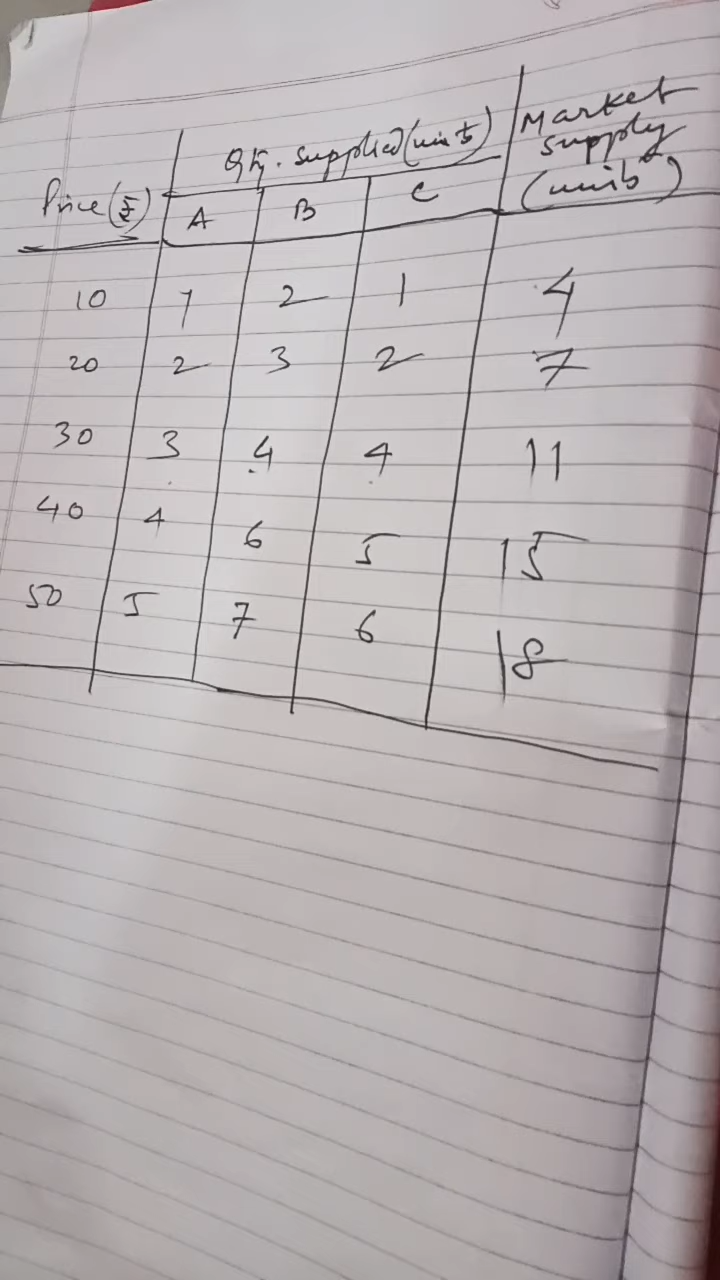 Price (₹) Qty. Supplied (units) Market supply (units)
A B C
10 1 2 1 4
20 2 3 2 7
30 3 4 4 11
40 4 6 5 15
50 5 7 6 18